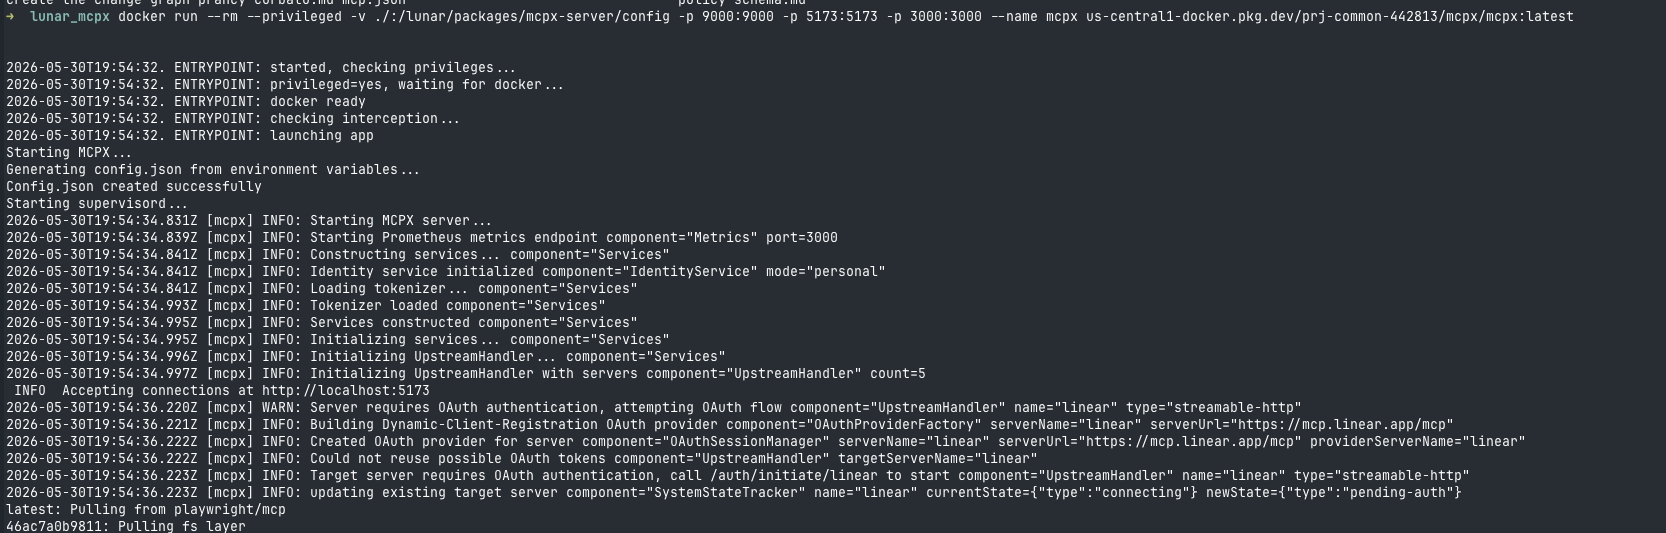 create the change graph prancy corbato.md mcp.json policy schema.md
→ lunar_mcpx docker run --rm --privileged -v ./:/lunar/packages/mcpx-server/config -p 9000:9000 -p 5173:5173 -p 3000:3000 --name mcpx us-central1-docker.pkg.dev/prj-common-442813/mcpx/mcpx:latest
2026-05-30T19:54:32. ENTRYPOINT: started, checking privileges...
2026-05-30T19:54:32. ENTRYPOINT: privileged=yes, waiting for docker...
2026-05-30T19:54:32. ENTRYPOINT: docker ready
2026-05-30T19:54:32. ENTRYPOINT: checking interception...
2026-05-30T19:54:32. ENTRYPOINT: launching app
Starting MCPX...
Generating config.json from environment variables...
Config.json created successfully
Starting supervisord...
2026-05-30T19:54:34.831Z [mcpx] INFO: Starting MCPX server...
2026-05-30T19:54:34.839Z [mcpx] INFO: Starting Prometheus metrics endpoint component="Metrics" port=3000
2026-05-30T19:54:34.841Z [mcpx] INFO: Constructing services... component="Services"
2026-05-30T19:54:34.841Z [mcpx] INFO: Identity service initialized component="IdentityService" mode="personal"
2026-05-30T19:54:34.841Z [mcpx] INFO: Loading tokenizer... component="Services"
2026-05-30T19:54:34.993Z [mcpx] INFO: Tokenizer loaded component="Services"
2026-05-30T19:54:34.995Z [mcpx] INFO: Services constructed component="Services"
2026-05-30T19:54:34.995Z [mcpx] INFO: Initializing services... component="Services"
2026-05-30T19:54:34.996Z [mcpx] INFO: Initializing UpstreamHandler... component="Services"
2026-05-30T19:54:34.997Z [mcpx] INFO: Initializing UpstreamHandler with servers component="UpstreamHandler" count=5
INFO  Accepting connections at http://localhost:5173
2026-05-30T19:54:36.220Z [mcpx] WARN: Server requires OAuth authentication, attempting OAuth flow component="UpstreamHandler" name="linear" type="streamable-http"
2026-05-30T19:54:36.221Z [mcpx] INFO: Building Dynamic-Client-Registration OAuth provider component="OAuthProviderFactory" serverName="linear" serverUrl="https://mcp.linear.app/mcp"
2026-05-30T19:54:36.222Z [mcpx] INFO: Created OAuth provider for server component="OAuthSessionManager" serverName="linear" serverUrl="https://mcp.linear.app/mcp" providerServerName="linear"
2026-05-30T19:54:36.222Z [mcpx] INFO: Could not reuse possible OAuth tokens component="UpstreamHandler" targetServerName="linear"
2026-05-30T19:54:36.223Z [mcpx] INFO: Target server requires OAuth authentication, call /auth/initiate/linear to start component="UpstreamHandler" name="linear" type="streamable-http"
2026-05-30T19:54:36.223Z [mcpx] INFO: updating existing target server component="SystemStateTracker" name="linear" currentState={"type":"connecting"} newState={"type":"pending-auth"}
latest: Pulling from playwright/mcp
46ac7a0b9811: Pulling fs layer